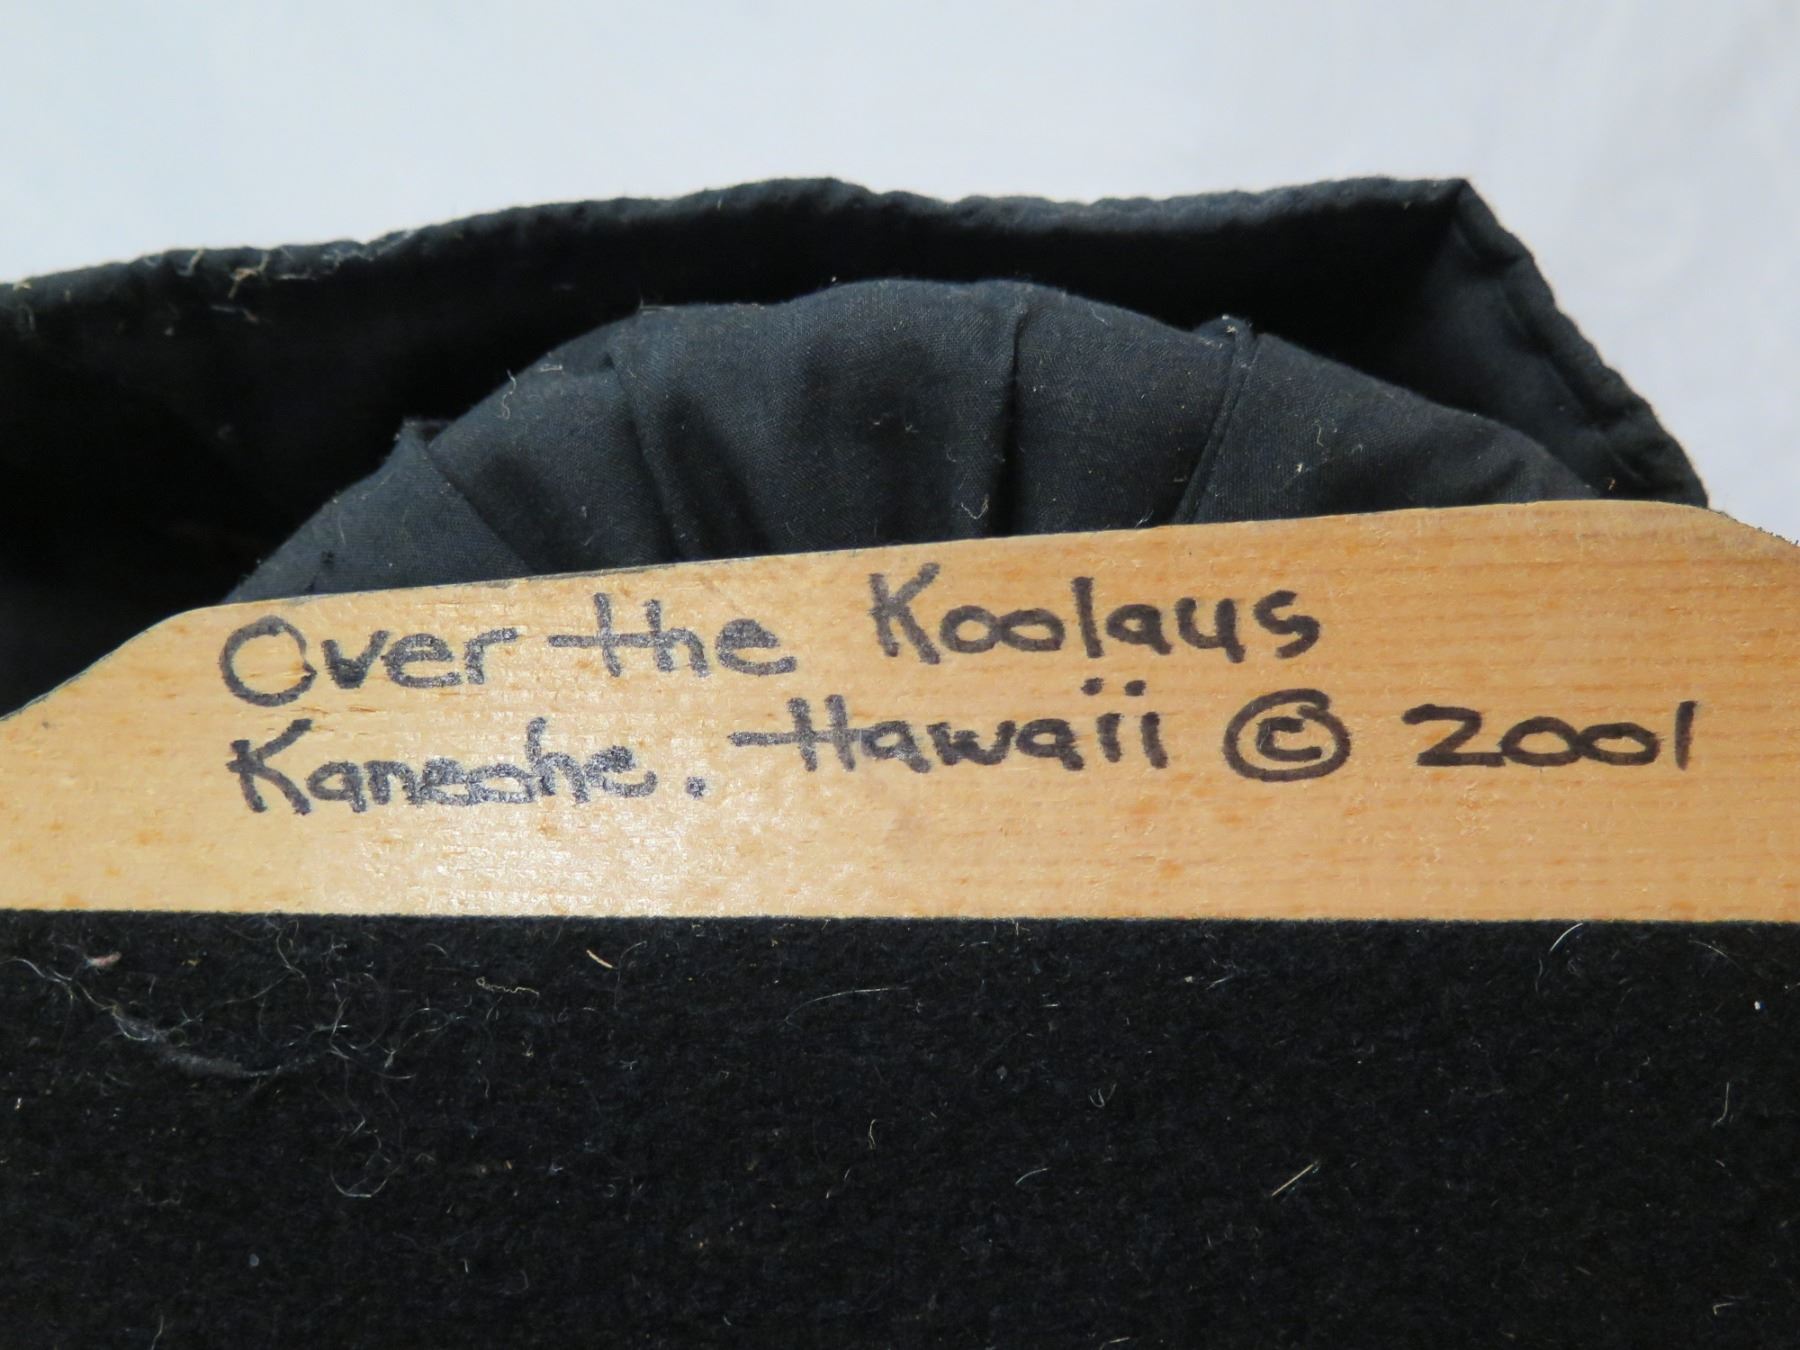 Over the Koolaus
Kaneohe. Hawaii © 2001